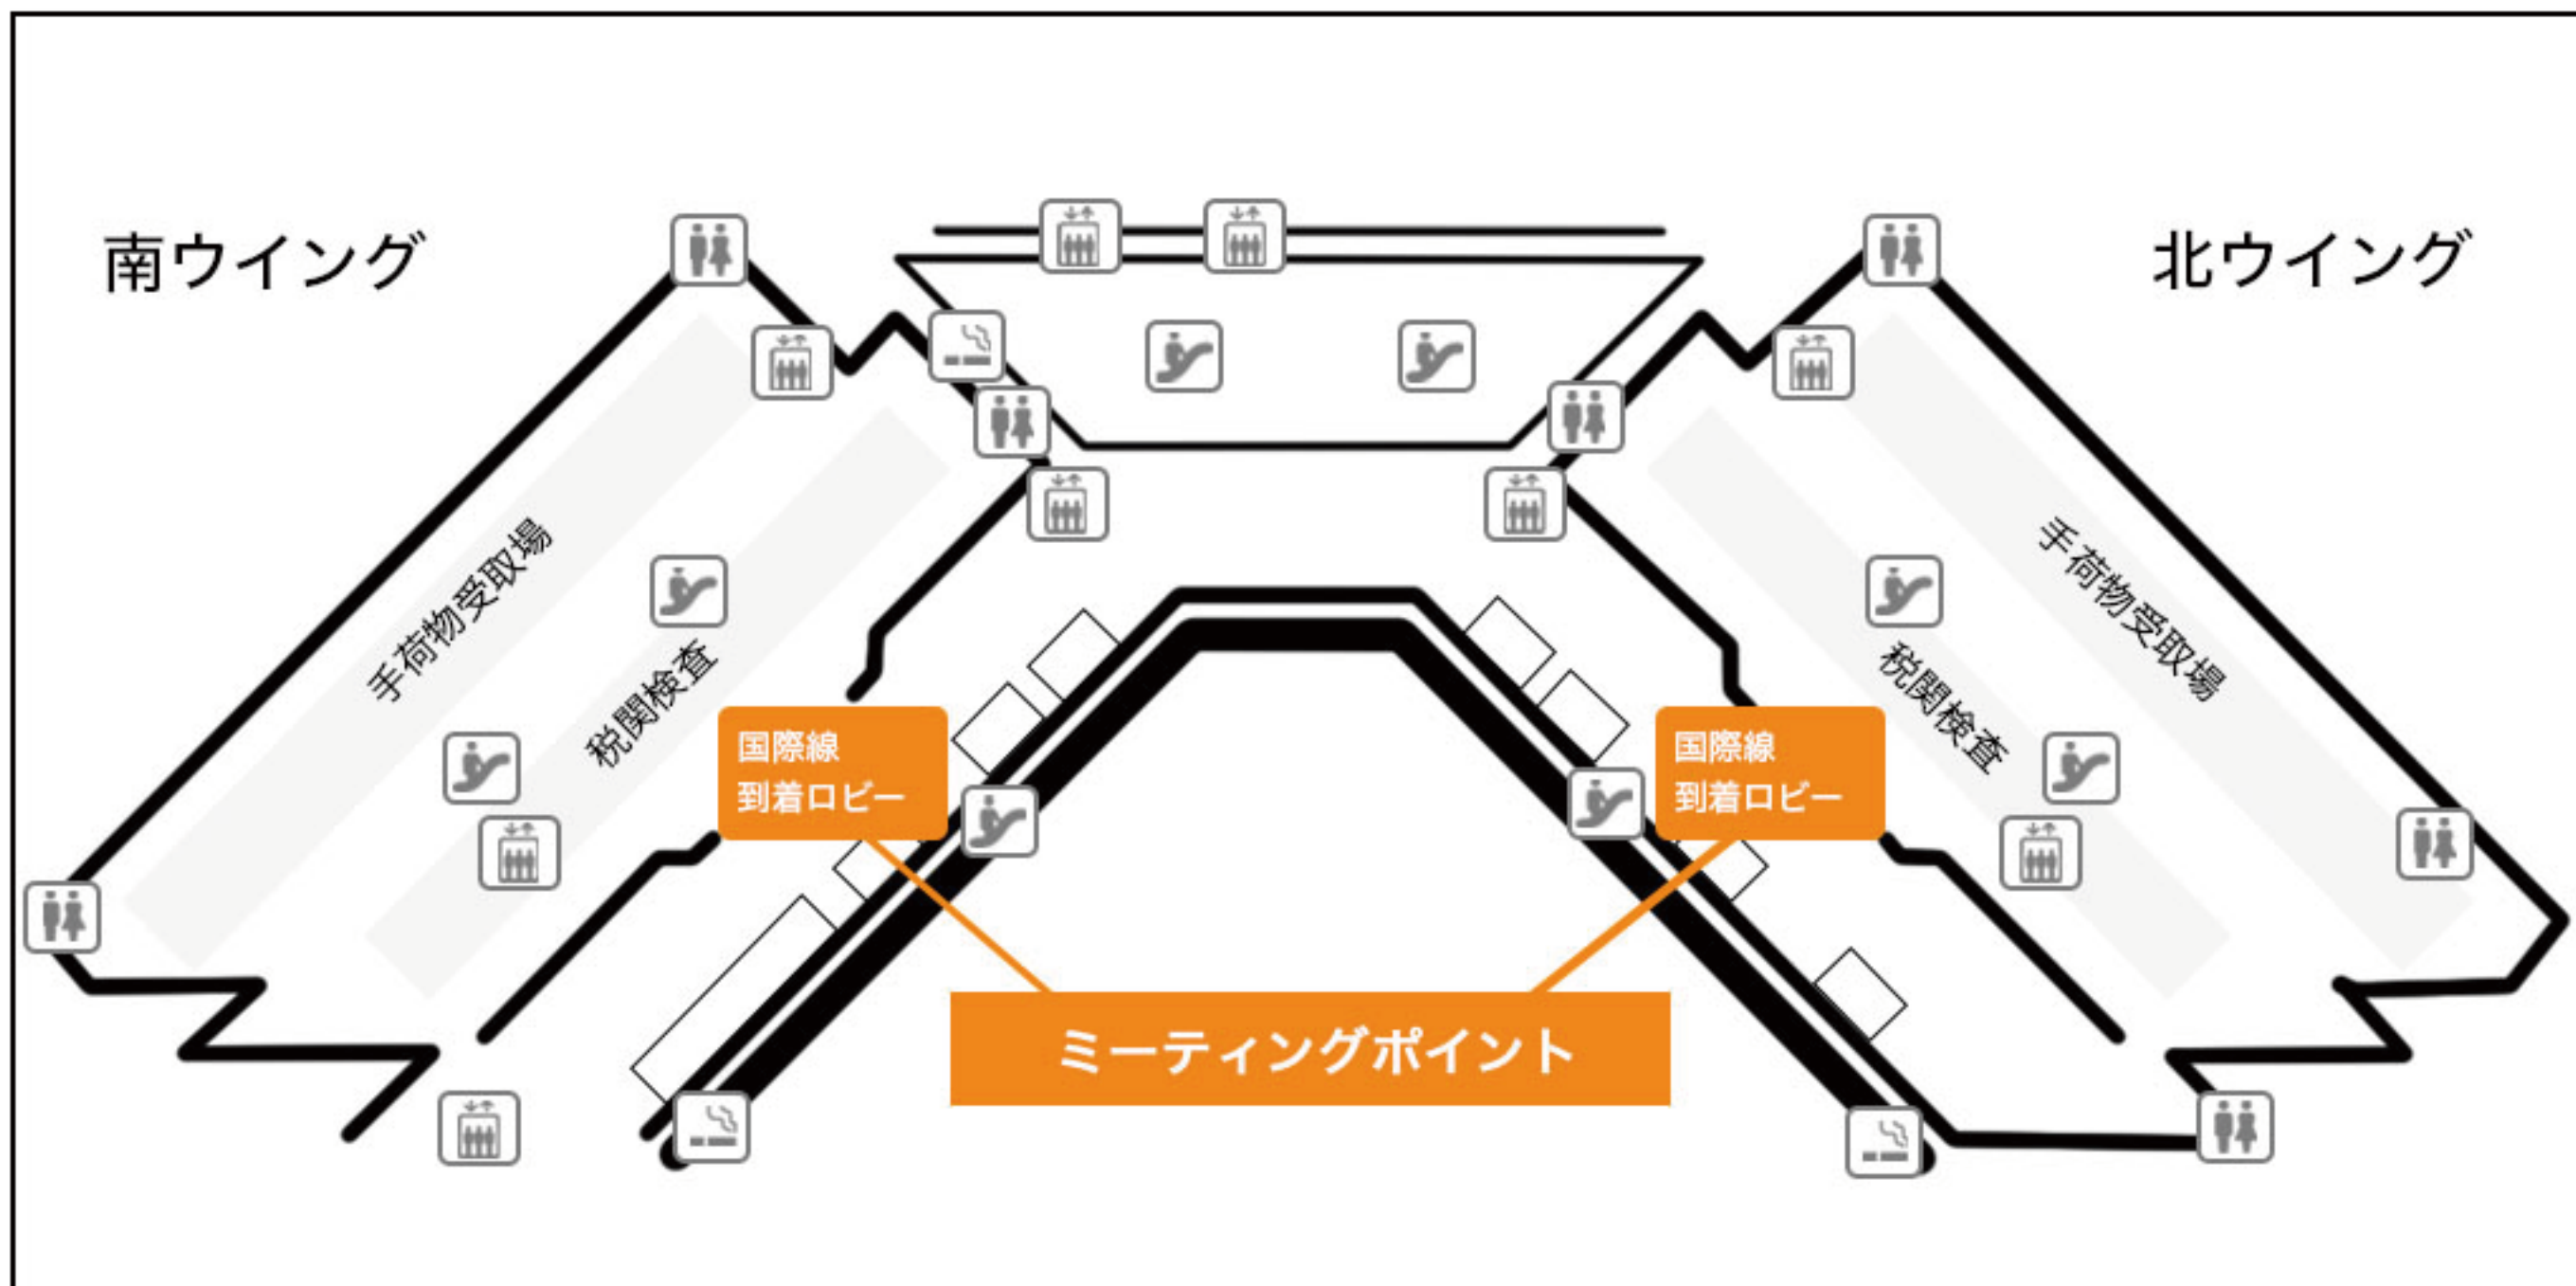 南ウイング
北ウイング
手荷物受取場
税関検査
手荷物受取場
税関検査
国際線
到着ロビー
国際線
到着ロビー
ミーティングポイント